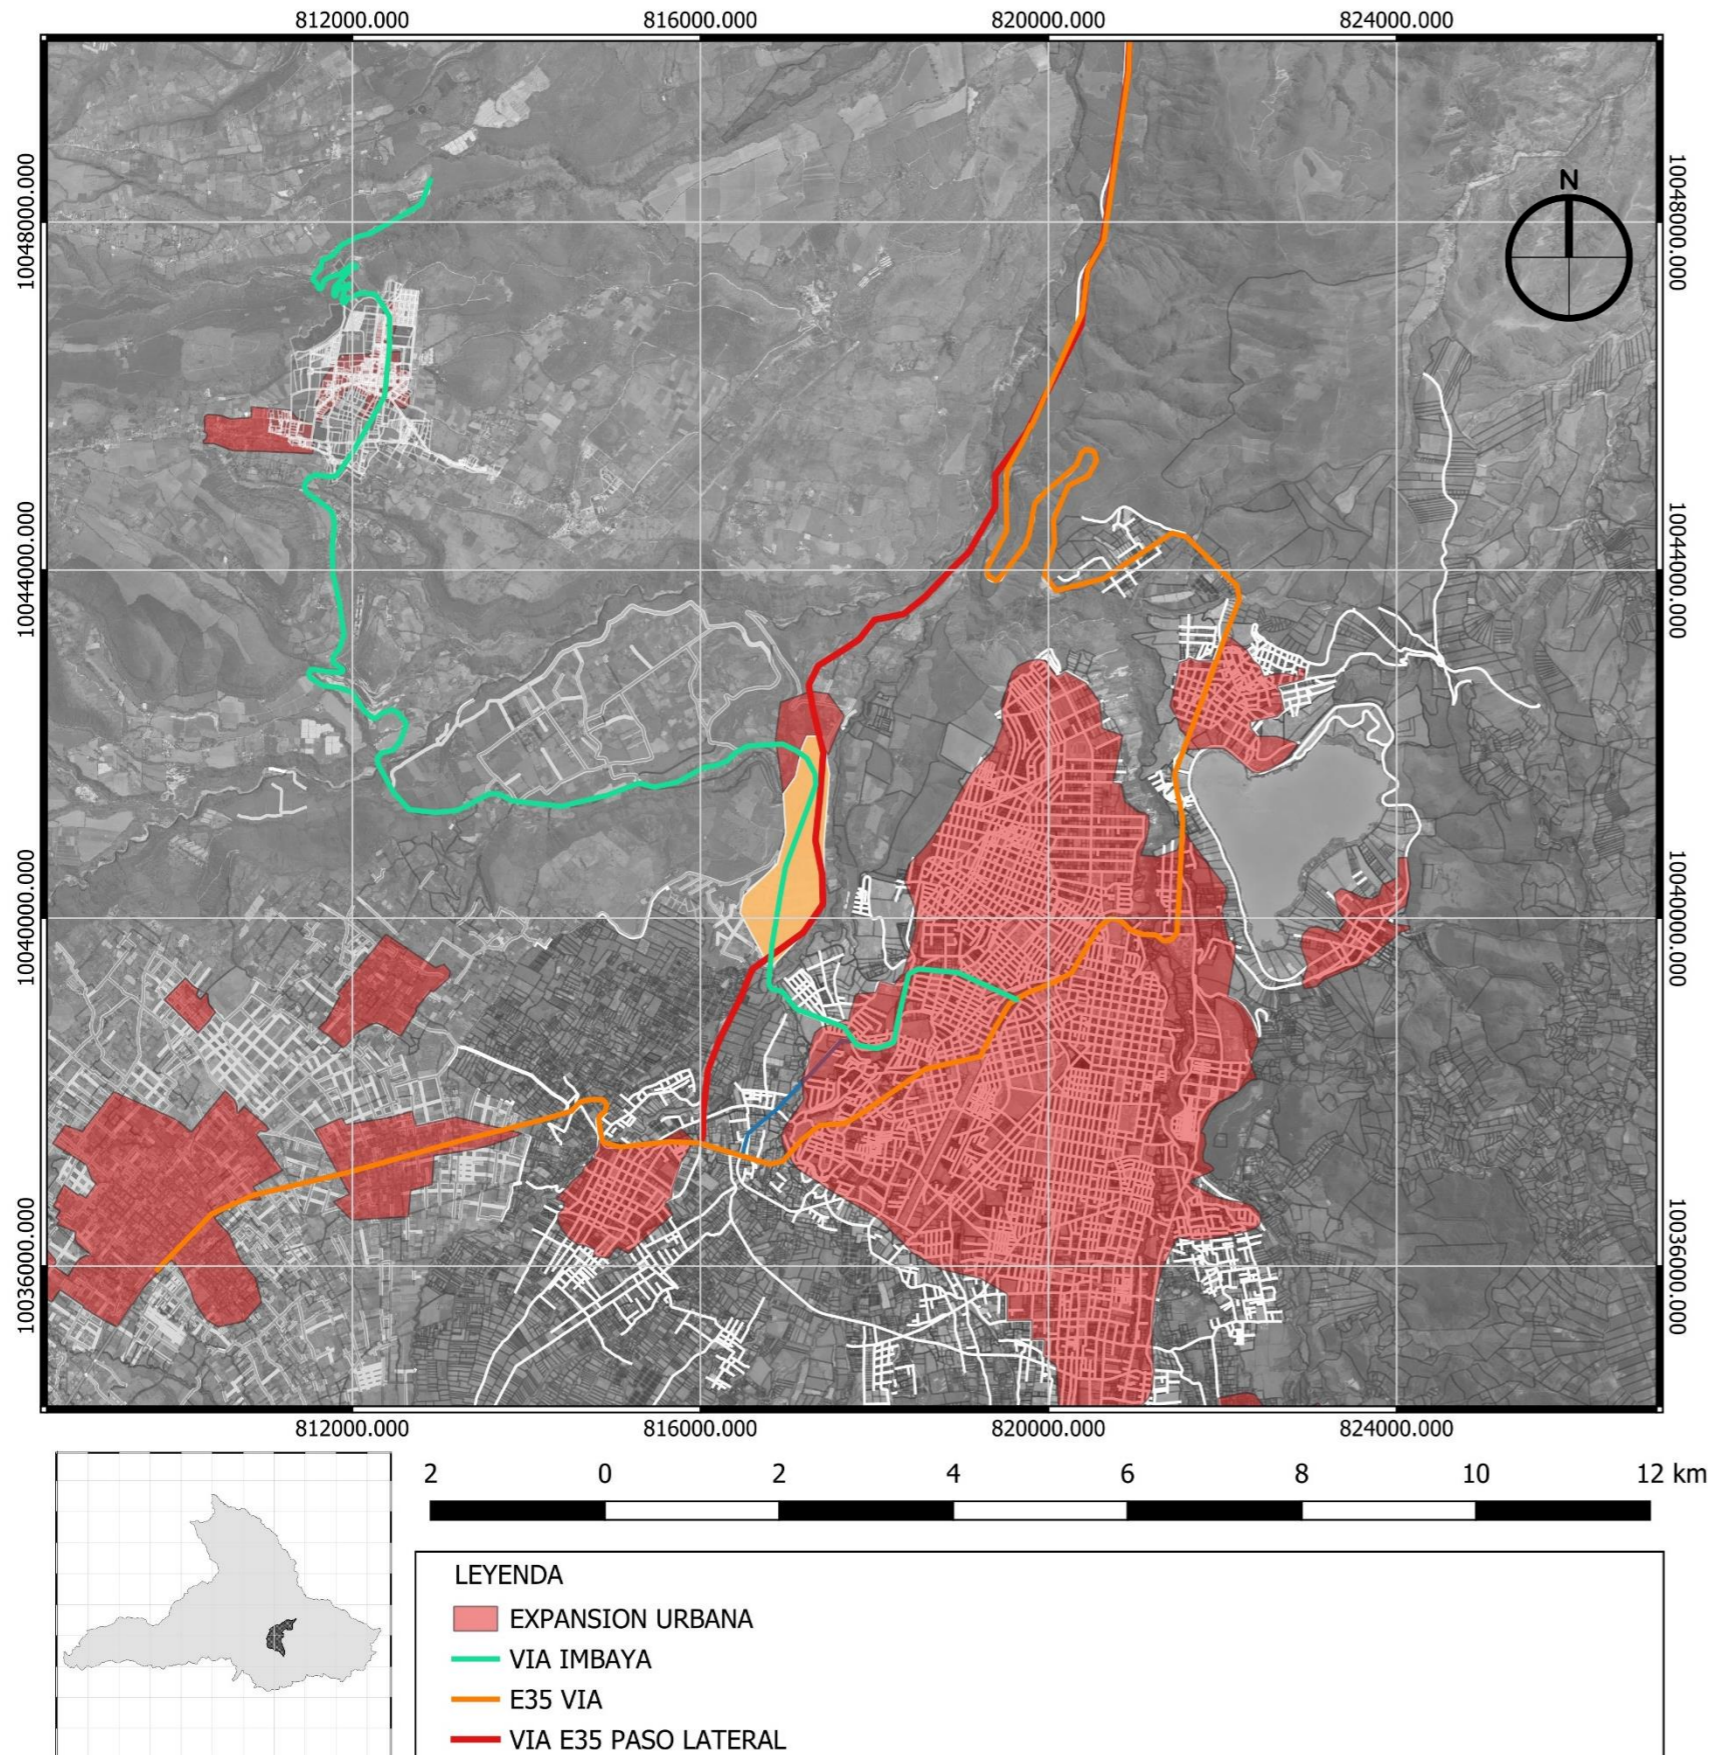 812000.000 816000.000 820000.000 824000.000
10048000.000 10048000.000
N
10044000.000 10044000.000
10040000.000 10040000.000
10036000.000 10036000.000
812000.000 816000.000 820000.000 824000.000
2 0 2 4 6 8 10 12 km
LEYENDA
EXPANSION URBANA
VIA IMBAYA
E35 VIA
VIA E35 PASO LATERAL